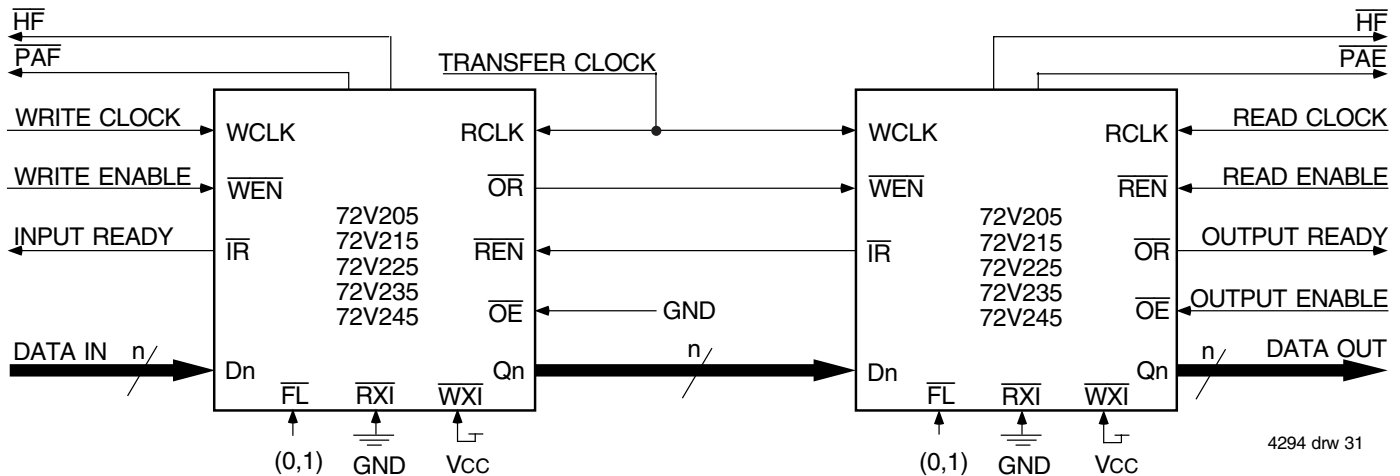 HF HF
PAF TRANSFER CLOCK PAE
WRITE CLOCK WCLK RCLK WCLK RCLK READ CLOCK
WRITE ENABLE WEN OR WEN REN READ ENABLE
72V205 72V205
INPUT READY IR 72V215 REN IR 72V215 OR OUTPUT READY
72V225 72V225
72V235 72V235
72V245 OE GND 72V245 OE OUTPUT ENABLE
DATA IN n Dn Qn n Dn Qn n DATA OUT
FL RXI WXI FL RXI WXI
(0,1) GND VCC (0,1) GND VCC
4294 drw 31